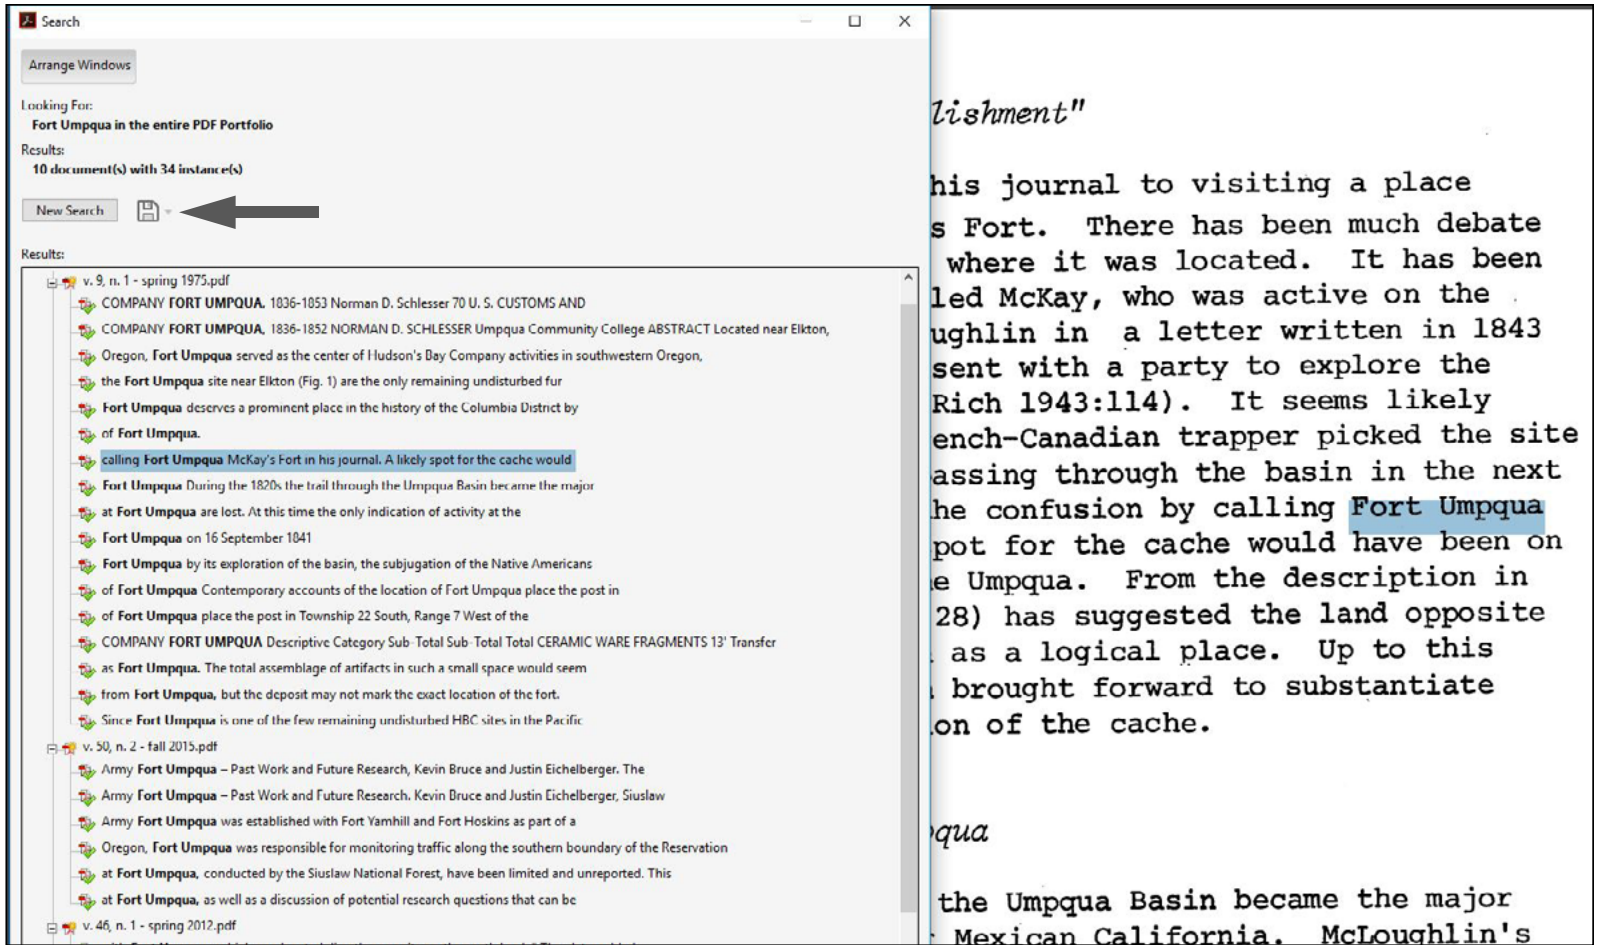 Search
Arrange Windows
Looking For:
Fort Umpqua in the entire PDF Portfolio
Results:
10 document(s) with 34 instance(s)
New Search
Results:
v. 9, n. 1 - spring 1975.pdf
COMPANY FORT UMPQUA, 1836-1853 Norman D. Schlesser 70 U. S. CUSTOMS AND
COMPANY FORT UMPQUA, 1836-1852 NORMAN D. SCHLESSER Umpqua Community College ABSTRACT Located near Elkton,
Oregon, Fort Umpqua served as the center of Hudson's Bay Company activities in southwestern Oregon,
the Fort Umpqua site near Elkton (Fig. 1) are the only remaining undisturbed fur
Fort Umpqua deserves a prominent place in the history of the Columbia District by
of Fort Umpqua.
calling Fort Umpqua McKay's Fort in his journal. A likely spot for the cache would
Fort Umpqua During the 1820s the trail through the Umpqua Basin became the major
at Fort Umpqua are lost. At this time the only indication of activity at the
Fort Umpqua on 16 September 1841
Fort Umpqua by its exploration of the basin, the subjugation of the Native Americans
of Fort Umpqua Contemporary accounts of the location of Fort Umpqua place the post in
of Fort Umpqua place the post in Township 22 South, Range 7 West of the
COMPANY FORT UMPQUA Descriptive Category Sub-Total Sub-Total Total CERAMIC WARE FRAGMENTS 13' Transfer
as Fort Umpqua. The total assemblage of artifacts in such a small space would seem
from Fort Umpqua, but the deposit may not mark the exact location of the fort.
Since Fort Umpqua is one of the few remaining undisturbed HBC sites in the Pacific
v. 50, n. 2 - fall 2015.pdf
Army Fort Umpqua – Past Work and Future Research, Kevin Bruce and Justin Eichelberger. The
Army Fort Umpqua – Past Work and Future Research. Kevin Bruce and Justin Eichelberger, Siuslaw
Army Fort Umpqua was established with Fort Yamhill and Fort Hoskins as part of a
Oregon, Fort Umpqua was responsible for monitoring traffic along the southern boundary of the Reservation
at Fort Umpqua, conducted by the Siuslaw National Forest, have been limited and unreported. This
at Fort Umpqua, as well as a discussion of potential research questions that can be
v. 46, n. 1 - spring 2012.pdf
lishment"
his journal to visiting a place
s Fort. There has been much debate
where it was located. It has been
led McKay, who was active on the
ughlin in a letter written in 1843
sent with a party to explore the
Rich 1943:114). It seems likely
ench-Canadian trapper picked the site
assing through the basin in the next
he confusion by calling Fort Umpqua
pot for the cache would have been on
e Umpqua. From the description in
28) has suggested the land opposite
as a logical place. Up to this
brought forward to substantiate
on of the cache.
qua
the Umpqua Basin became the major
Mexican California. McLoughlin's